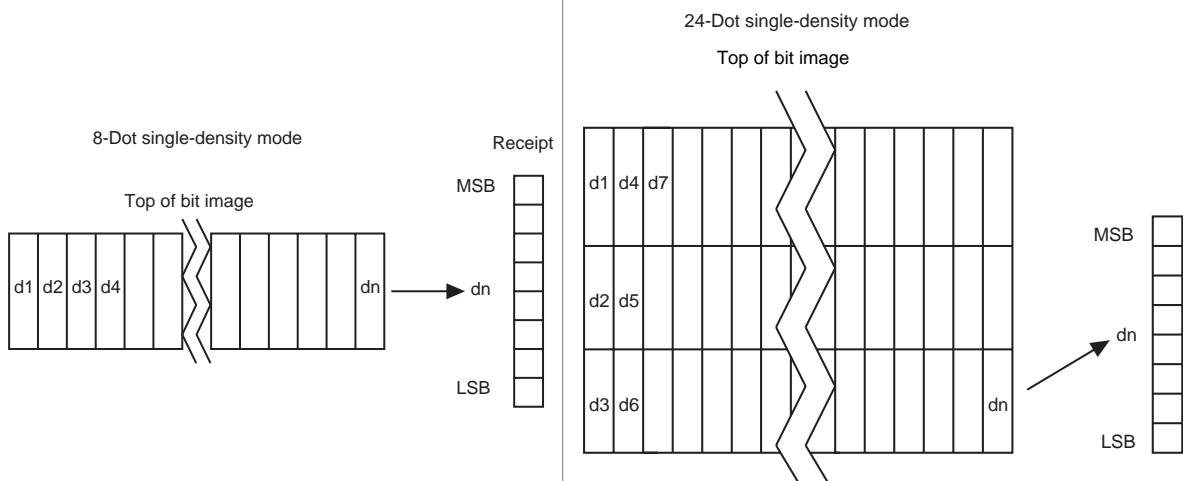 8-Dot single-density mode
Receipt
Top of bit image
MSB
d1 d2 d3 d4 dn
dn
LSB
24-Dot single-density mode
Top of bit image
d1 d4 d7
d2 d5
d3 d6 dn
MSB
dn
LSB